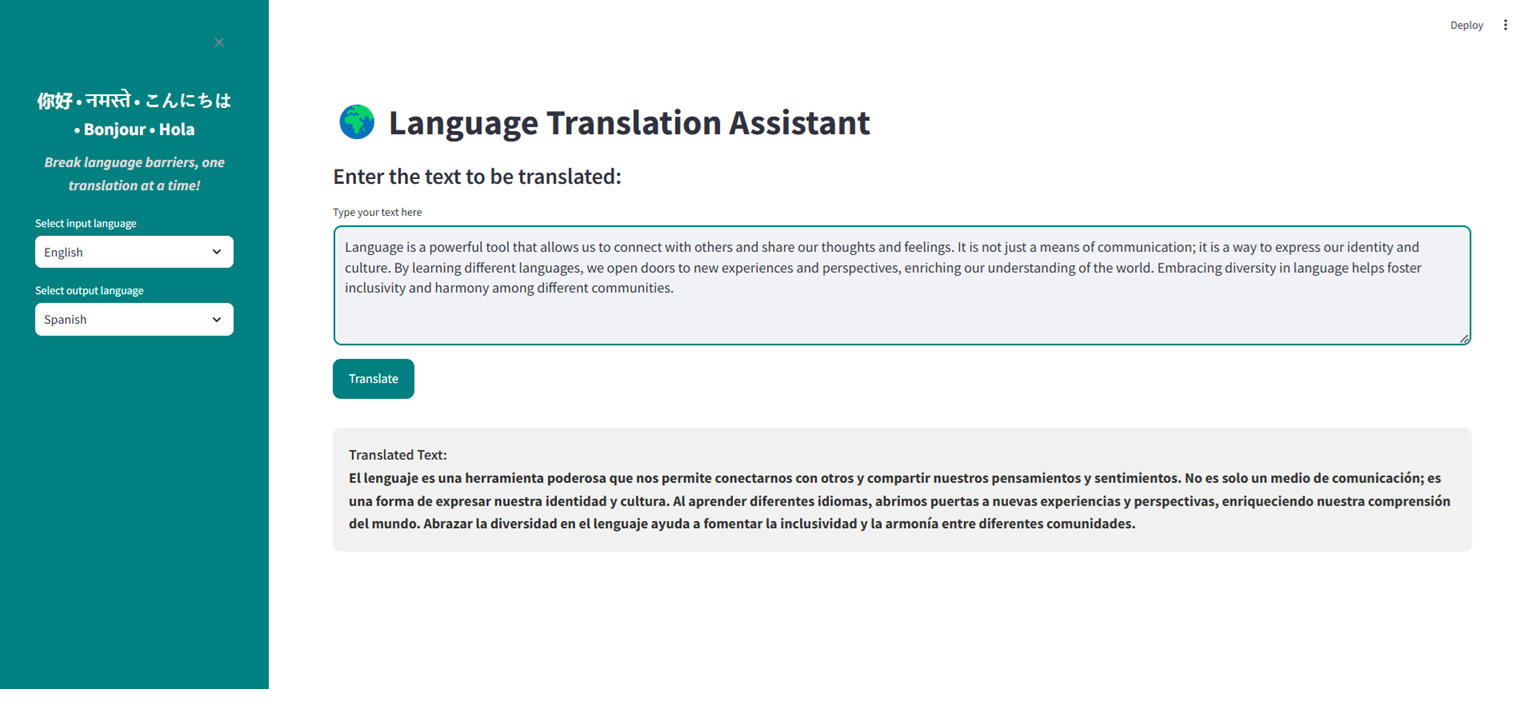 Deploy
你好 • नमस्ते • こんにちは
• Bonjour • Hola
Break language barriers, one
translation at a time!
Select input language
English
Select output language
Spanish
Language Translation Assistant
Enter the text to be translated:
Type your text here
Language is a powerful tool that allows us to connect with others and share our thoughts and feelings. It is not just a means of communication; it is a way to express our identity and
culture. By learning different languages, we open doors to new experiences and perspectives, enriching our understanding of the world. Embracing diversity in language helps foster
inclusivity and harmony among different communities.
Translate
Translated Text:
El lenguaje es una herramienta poderosa que nos permite conectarnos con otros y compartir nuestros pensamientos y sentimientos. No es solo un medio de comunicación; es
una forma de expresar nuestra identidad y cultura. Al aprender diferentes idiomas, abrimos puertas a nuevas experiencias y perspectivas, enriqueciendo nuestra comprensión
del mundo. Abrazar la diversidad en el lenguaje ayuda a fomentar la inclusividad y la armonía entre diferentes comunidades.